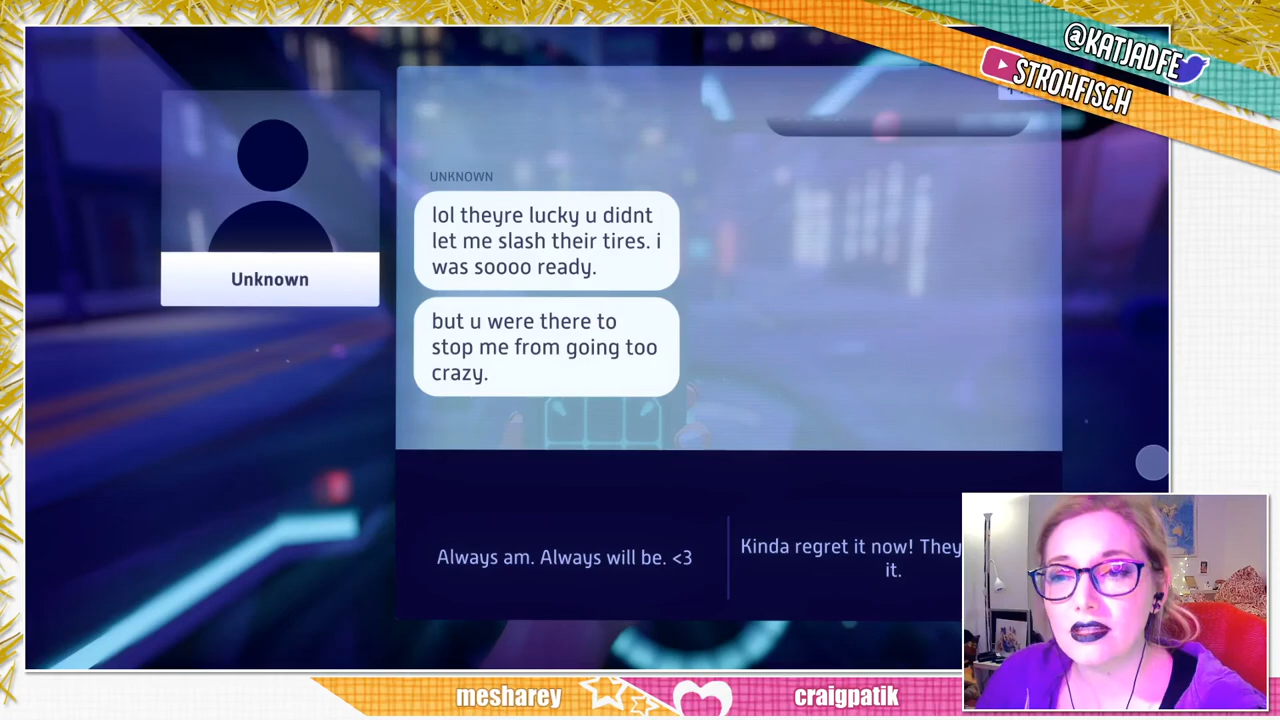 @KATJADFE
STROHFISCH
UNKNOWN
lol theyre lucky u didnt
let me slash their tires. i
was soooo ready.
but u were there to
stop me from going too
crazy.
Unknown
Always am. Always will be. <3
Kinda regret it now! They
it.
mesharey
craigpatik